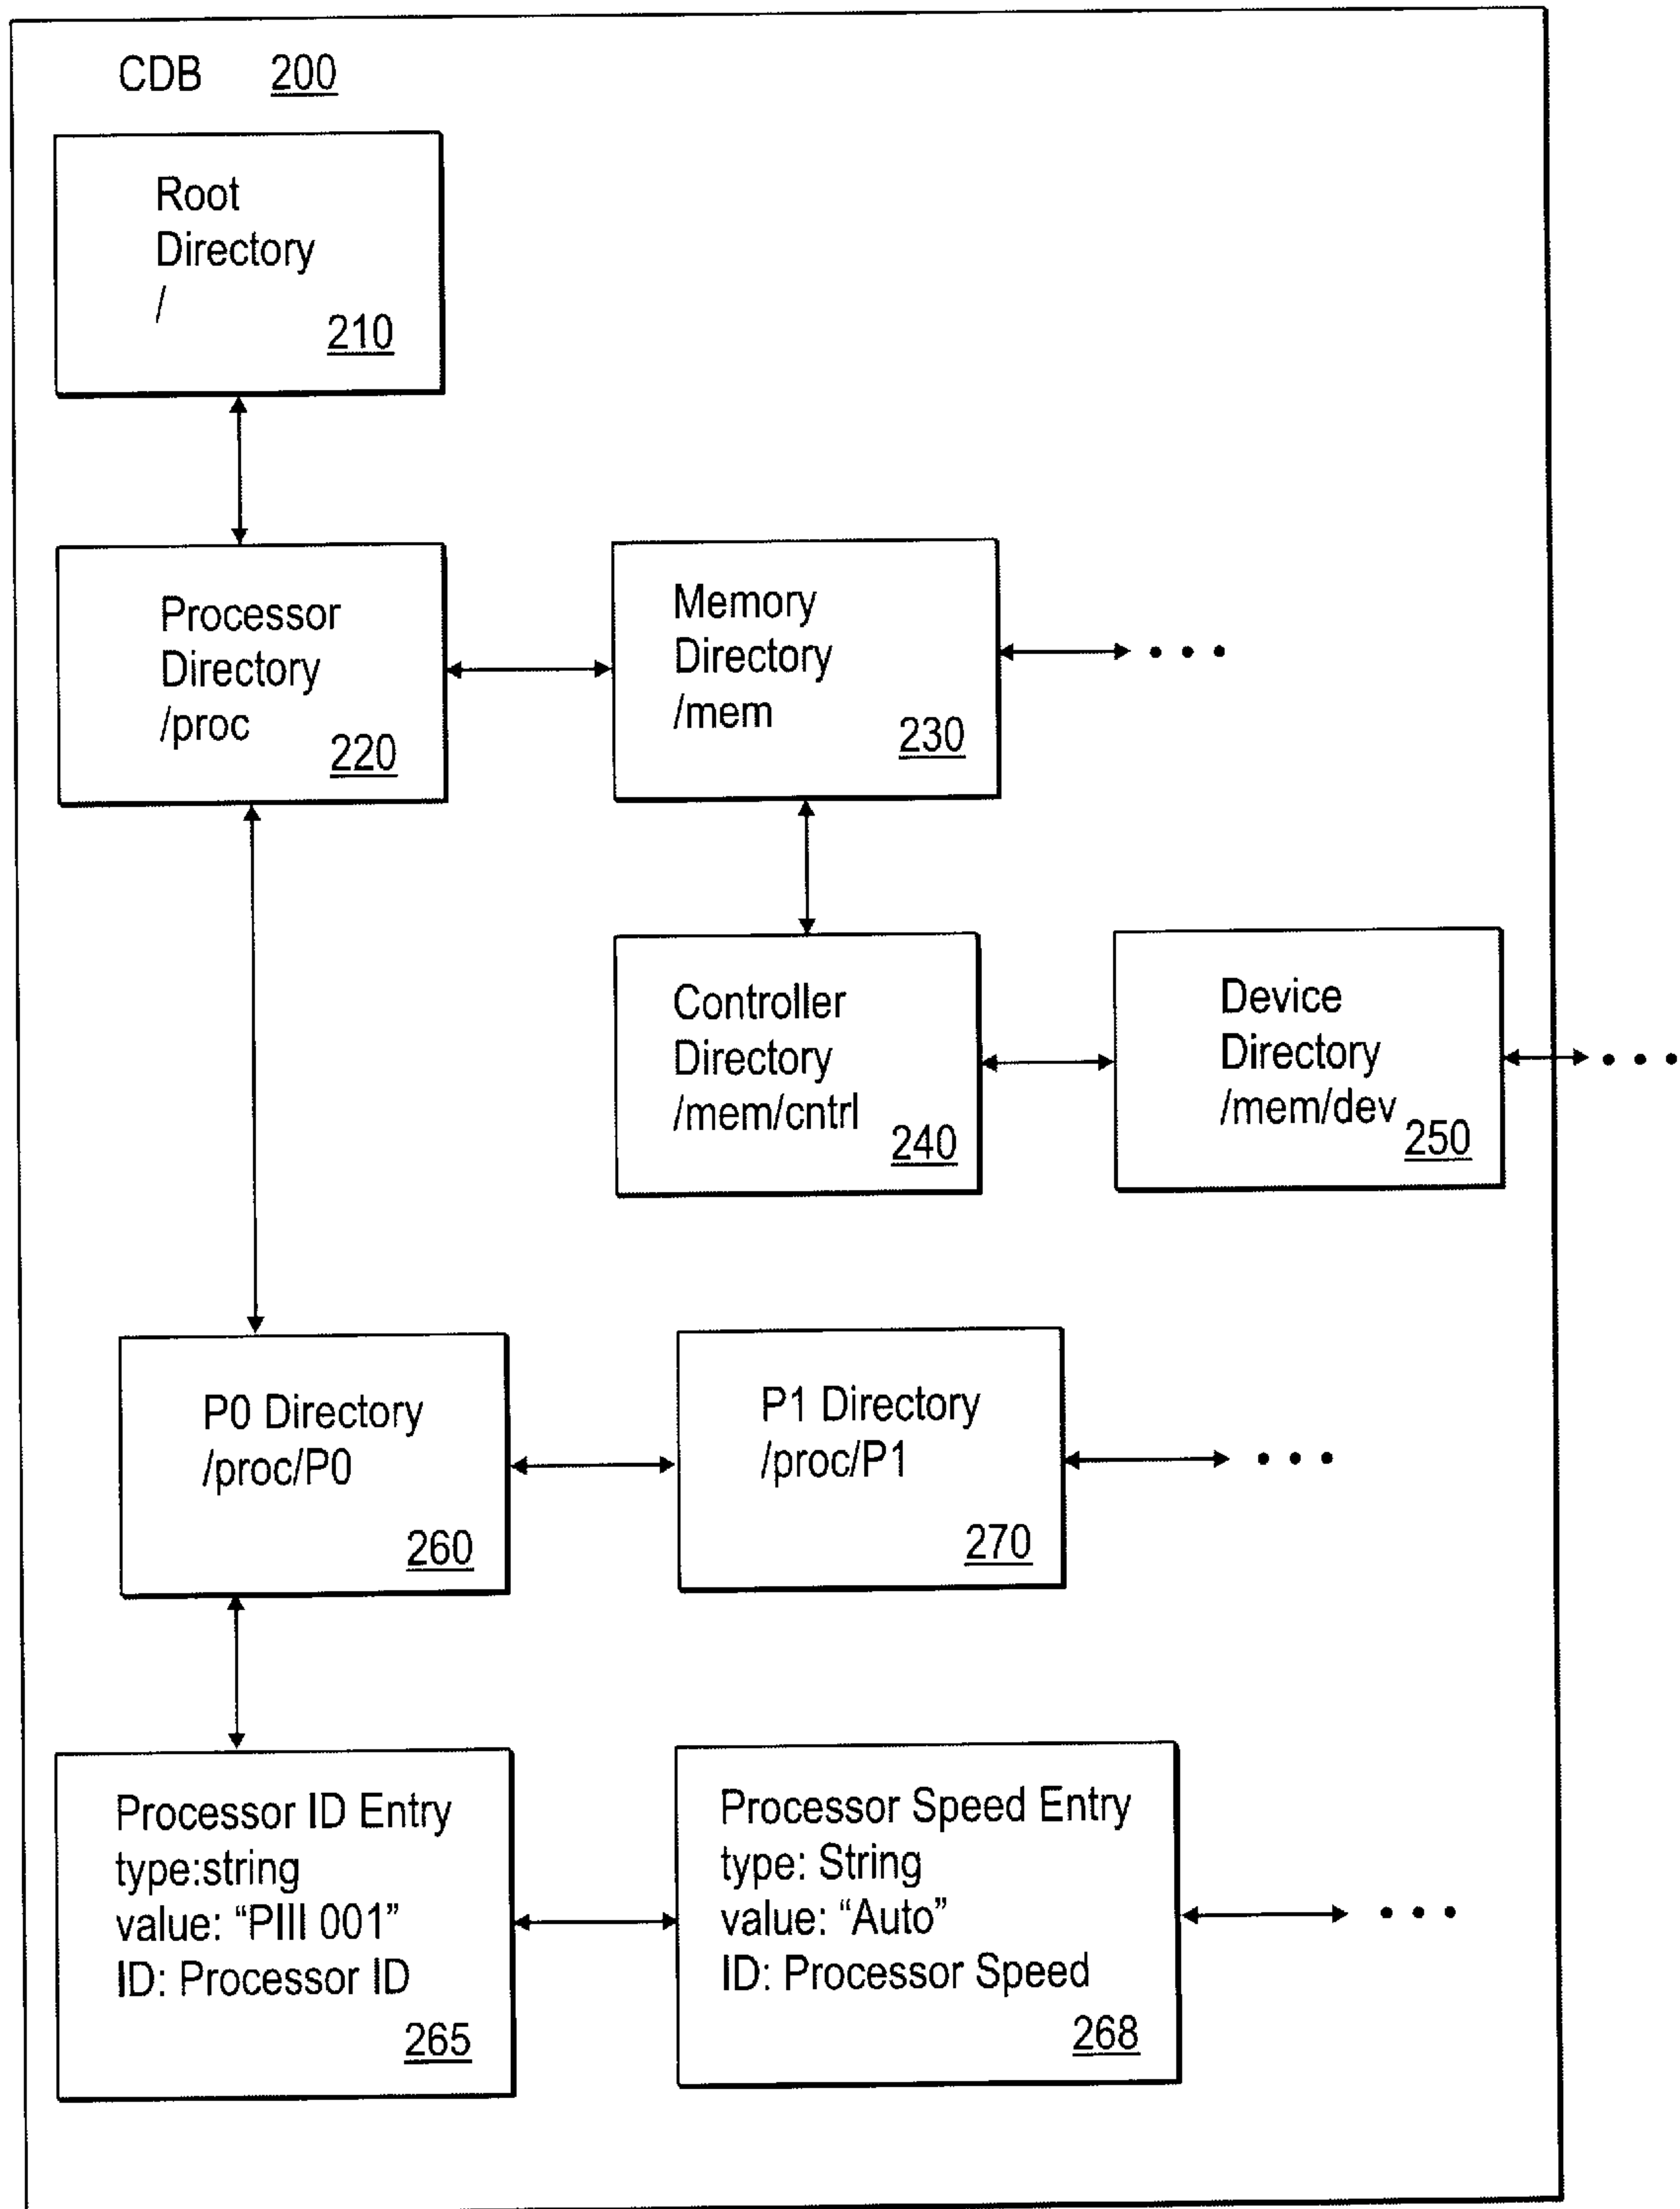 CDB 200
Root
Directory
/
210
Processor
Directory
/proc
220
Memory
Directory
/mem
230
Controller
Directory
/mem/cntrl
240
Device
Directory
/mem/dev
250
P0 Directory
/proc/P0
260
P1 Directory
/proc/P1
270
Processor ID Entry
type:string
value: “PIII 001”
ID: Processor ID
265
Processor Speed Entry
type: String
value: “Auto”
ID: Processor Speed
268